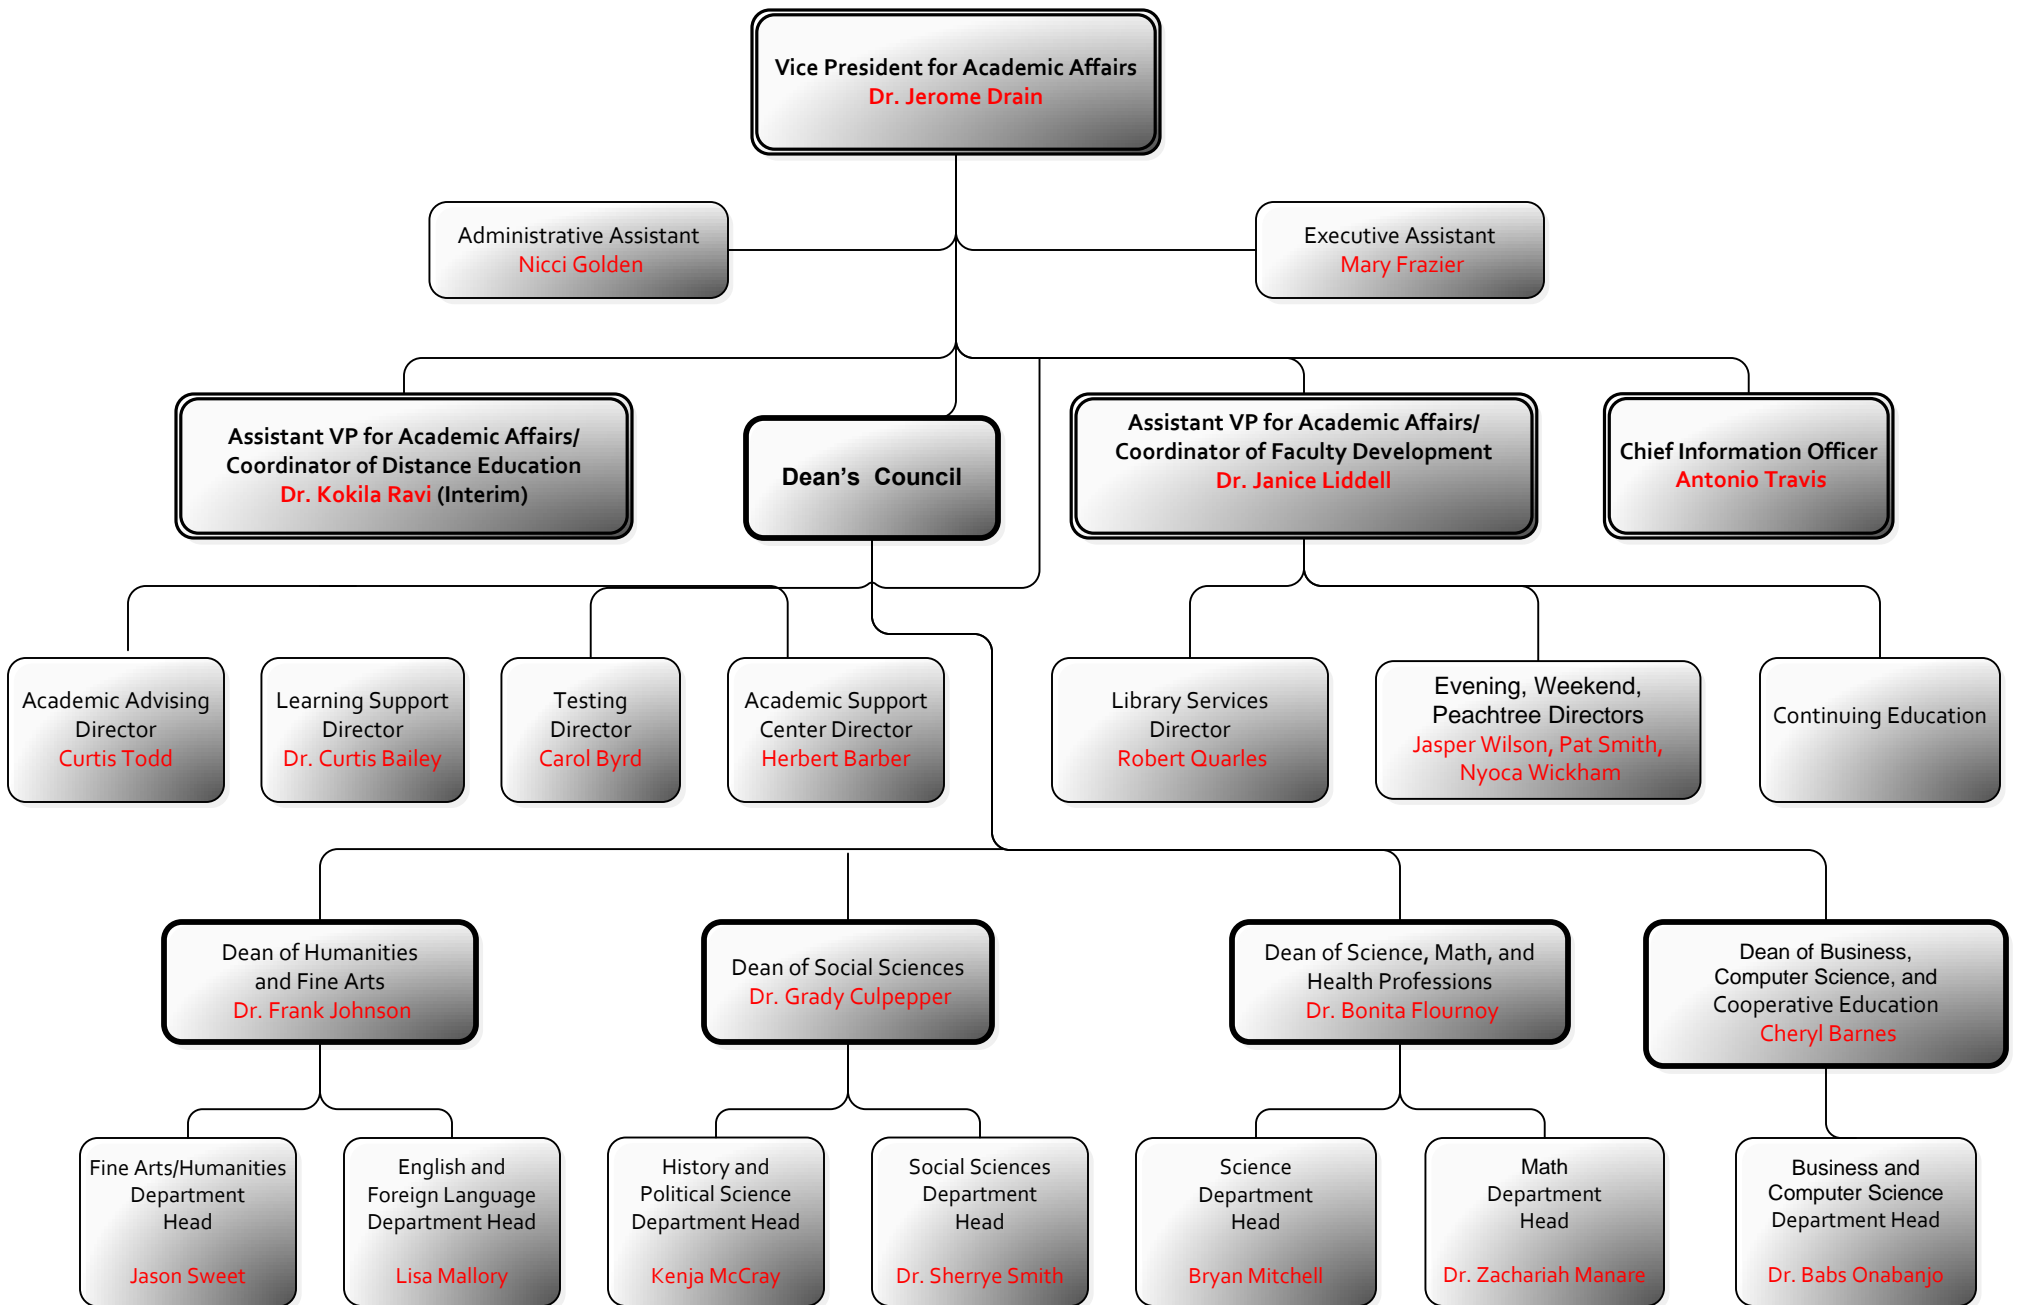 Vice President for Academic Affairs
Dr. Jerome Drain
Administrative Assistant
Nicci Golden
Executive Assistant
Mary Frazier
Assistant VP for Academic Affairs/
Coordinator of Distance Education
Dr. Kokila Ravi (Interim)
Dean’s Council
Assistant VP for Academic Affairs/
Coordinator of Faculty Development
Dr. Janice Liddell
Chief Information Officer
Antonio Travis
Academic Advising
Director
Curtis Todd
Learning Support
Director
Dr. Curtis Bailey
Testing
Director
Carol Byrd
Academic Support
Center Director
Herbert Barber
Library Services
Director
Robert Quarles
Evening, Weekend,
Peachtree Directors
Jasper Wilson, Pat Smith,
Nyoca Wickham
Continuing Education
Dean of Humanities
and Fine Arts
Dr. Frank Johnson
Dean of Social Sciences
Dr. Grady Culpepper
Dean of Science, Math, and
Health Professions
Dr. Bonita Flournoy
Dean of Business,
Computer Science, and
Cooperative Education
Cheryl Barnes
Fine Arts/Humanities
Department
Head
Jason Sweet
English and
Foreign Language
Department Head
Lisa Mallory
History and
Political Science
Department Head
Kenja McCray
Social Sciences
Department
Head
Dr. Sherrye Smith
Science
Department
Head
Bryan Mitchell
Math
Department
Head
Dr. Zachariah Manare
Business and
Computer Science
Department Head
Dr. Babs Onabanjo